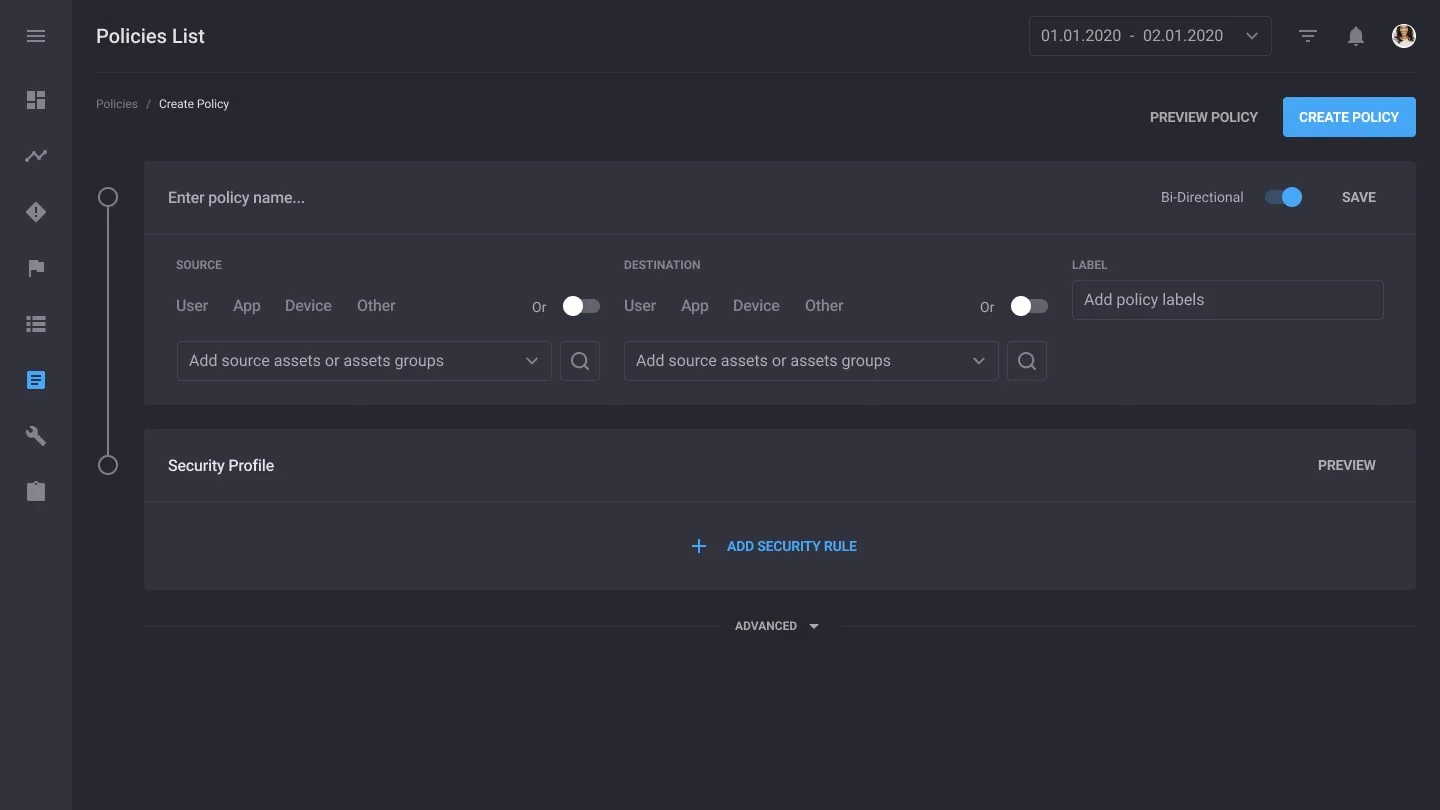 Policies List
01.01.2020 - 02.01.2020
Policies / Create Policy
PREVIEW POLICY
CREATE POLICY
Enter policy name...
Bi-Directional
SAVE
SOURCE
User App Device Other
Or
Add source assets or assets groups
DESTINATION
User App Device Other
Or
Add source assets or assets groups
LABEL
Add policy labels
Security Profile
PREVIEW
ADD SECURITY RULE
ADVANCED